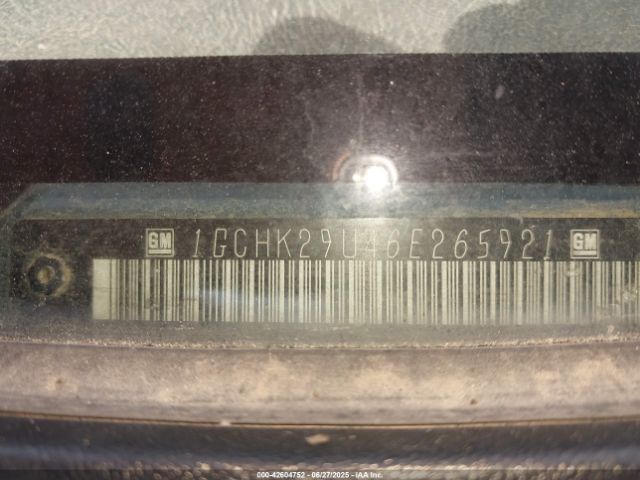 GM 1GCHK29U46E265921 GM
000-42604752 - 06/27/2025 - IAA Inc.